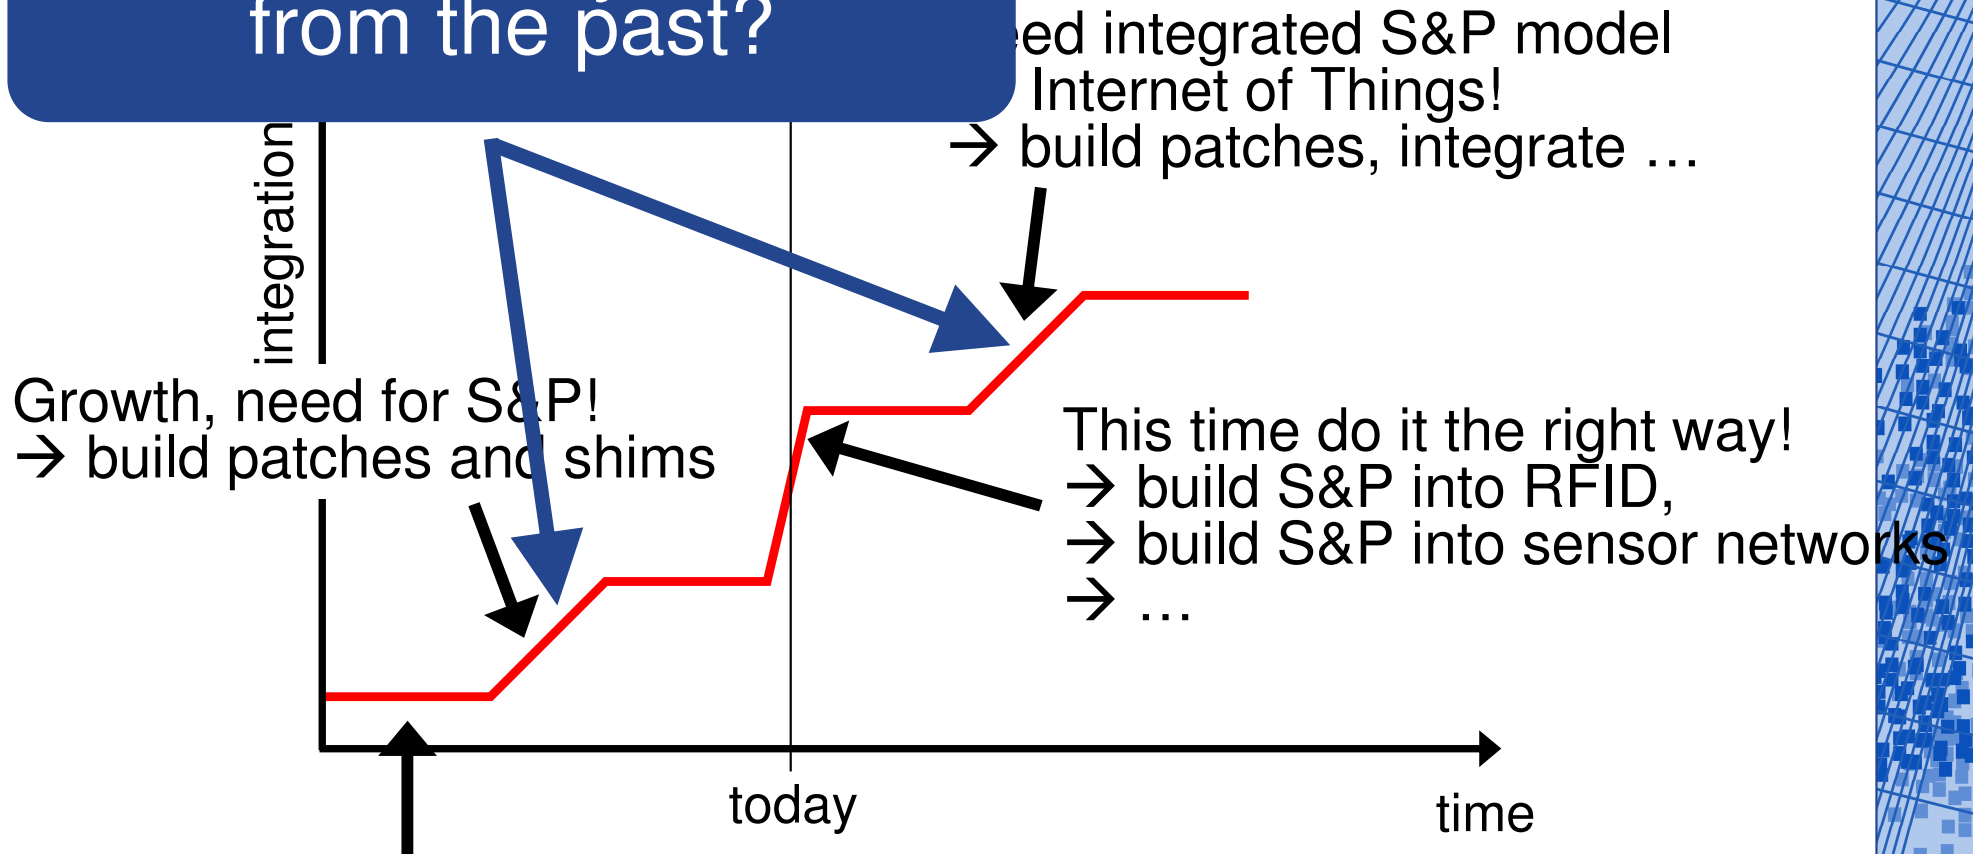 from the past?
integrated S&P model
Internet of Things!
→ build patches, integrate …
integration
Growth, need for S&P!
→ build patches and shims
This time do it the right way!
→ build S&P into RFID,
→ build S&P into sensor networks
→ …
today
time